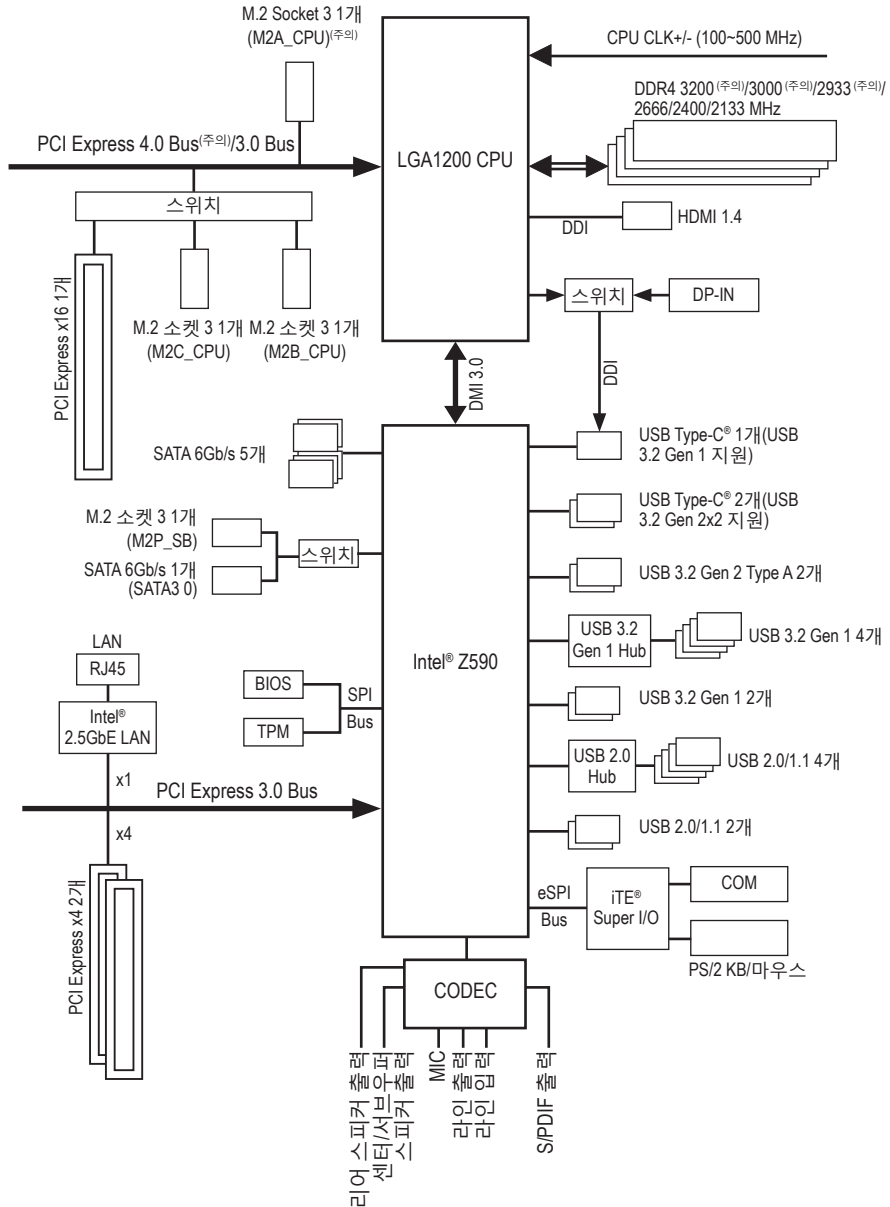 M.2 Socket 3 1개
(M2A_CPU)(주의)
CPU CLK+/- (100~500 MHz)
DDR4 3200 (주의)/3000 (주의)/2933 (주의)/
2666/2400/2133 MHz
PCI Express 4.0 Bus(주의)/3.0 Bus
LGA1200 CPU
스위치
DDI
HDMI 1.4
PCI Express x16 1개
M.2 소켓 3 1개
(M2C_CPU)
M.2 소켓 3 1개
(M2B_CPU)
스위치
DP-IN
DMI 3.0
DDI
SATA 6Gb/s 5개
USB Type-C® 1개(USB
3.2 Gen 1 지원)
M.2 소켓 3 1개
(M2P_SB)
SATA 6Gb/s 1개
(SATA3 0)
스위치
USB Type-C® 2개(USB
3.2 Gen 2x2 지원)
USB 3.2 Gen 2 Type A 2개
Intel® Z590
USB 3.2
Gen 1 Hub
USB 3.2 Gen 1 4개
LAN
RJ45
Intel®
2.5GbE LAN
x1
BIOS
TPM
SPI
Bus
USB 3.2 Gen 1 2개
USB 2.0
Hub
USB 2.0/1.1 4개
PCI Express 3.0 Bus
x4
USB 2.0/1.1 2개
PCI Express x4 2개
eSPI
Bus
iTE®
Super I/O
COM
PS/2 KB/마우스
CODEC
리어 스피커 출력
센터/서브우퍼
스피커 출력
MIC
라인 출력
라인 입력
S/PDIF 출력